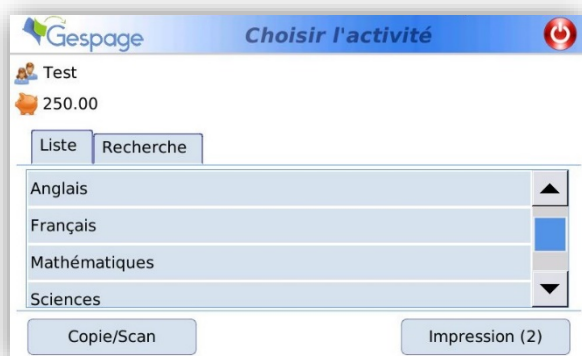 Gespage Choisir l'activité
Test
250.00
Liste Recherche
Anglais
Français
Mathématiques
Sciences
Copie/Scan Impression (2)